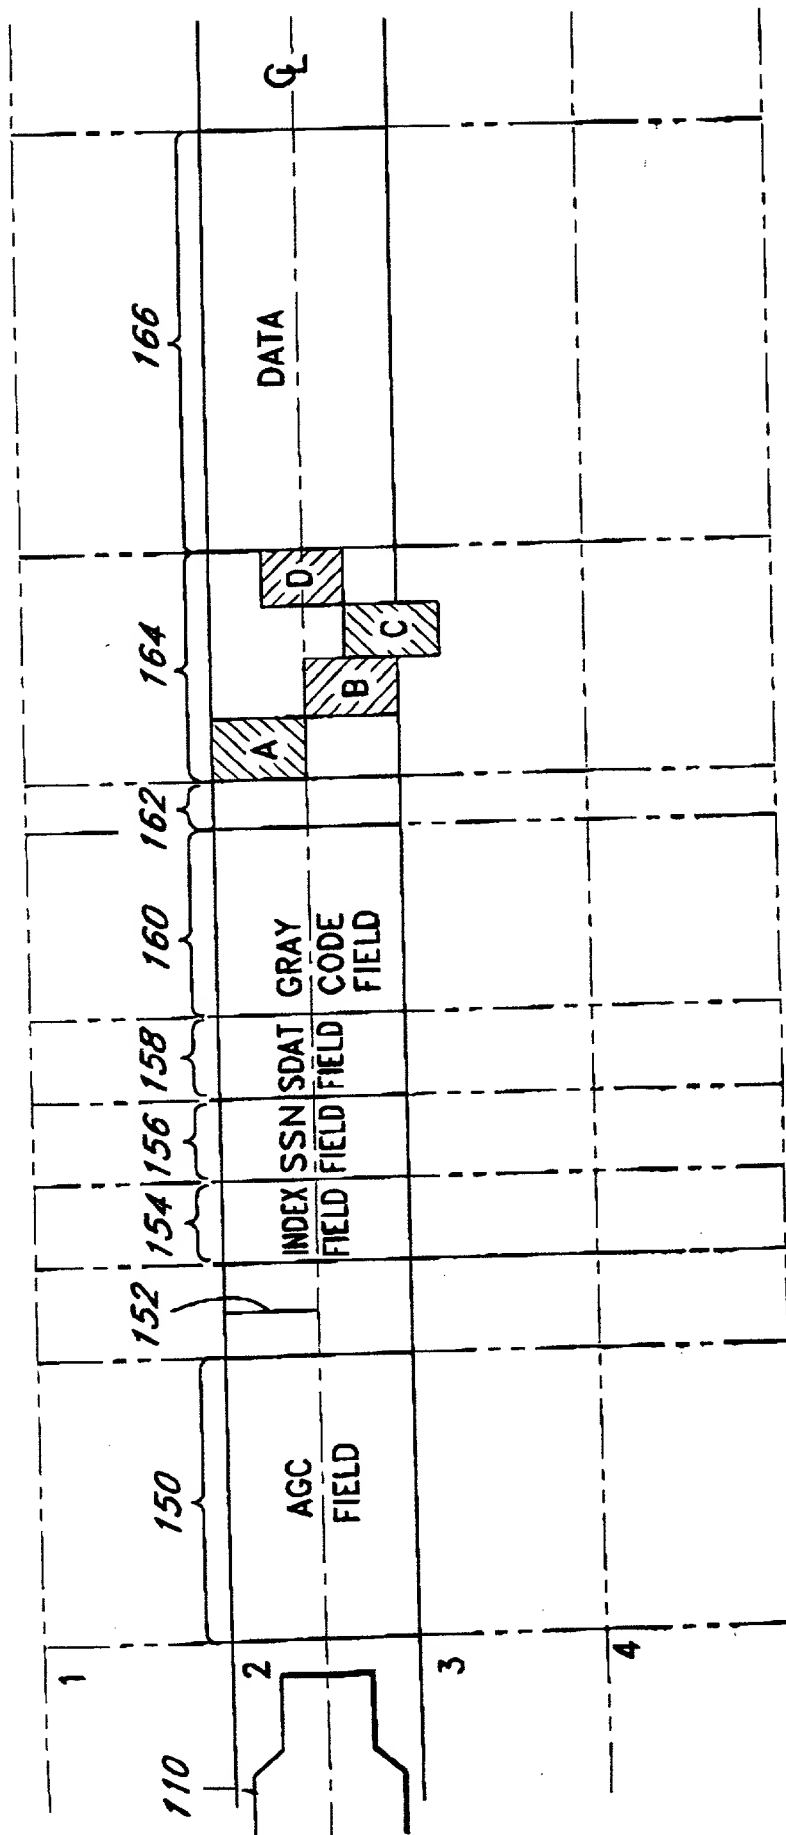 150
152
154
156
158
160
162
164
166
110
1
2
3
4
AGC
FIELD
INDEX
FIELD
SSN
FIELD
SDAT
FIELD
GRAY
CODE
FIELD
A
B
C
D
DATA
CL